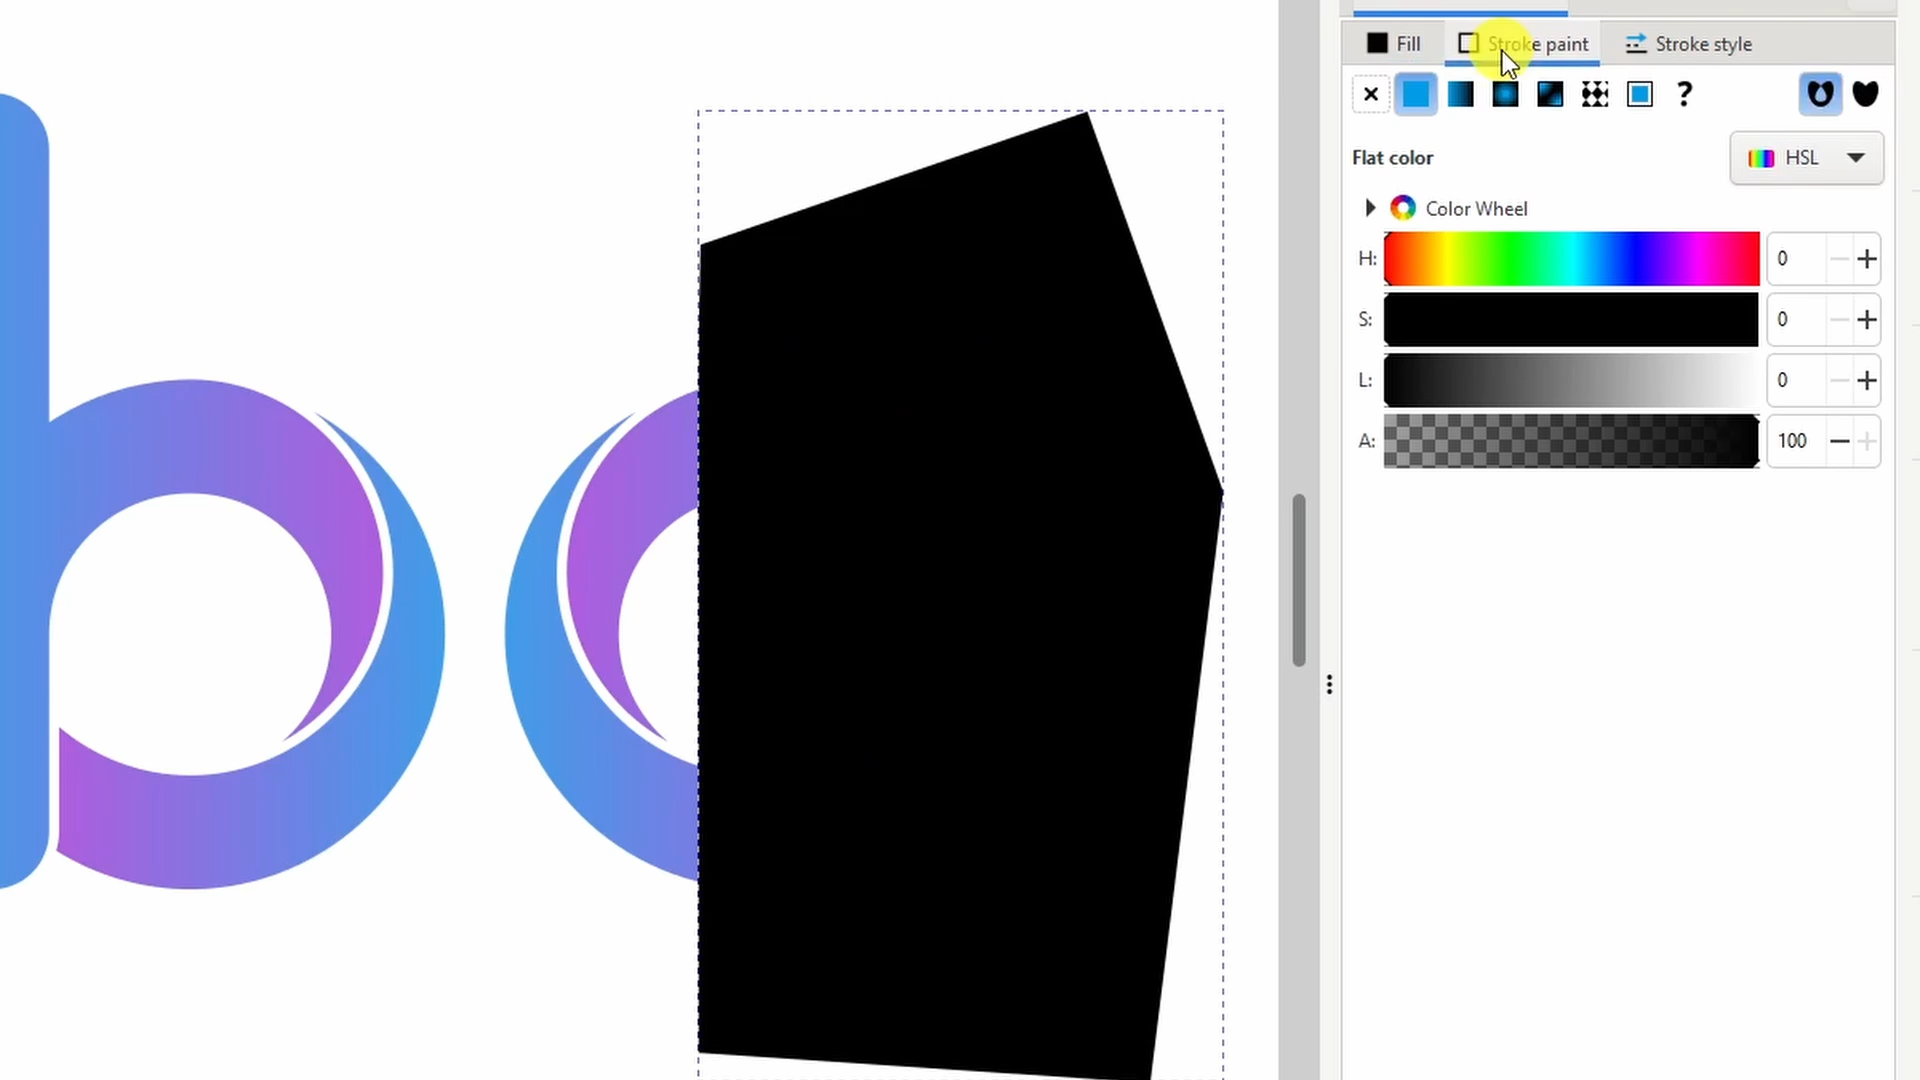 Fill Stroke paint Stroke style
?
Flat color HSL
Color Wheel
H: 0
S: 0
L: 0
A: 100